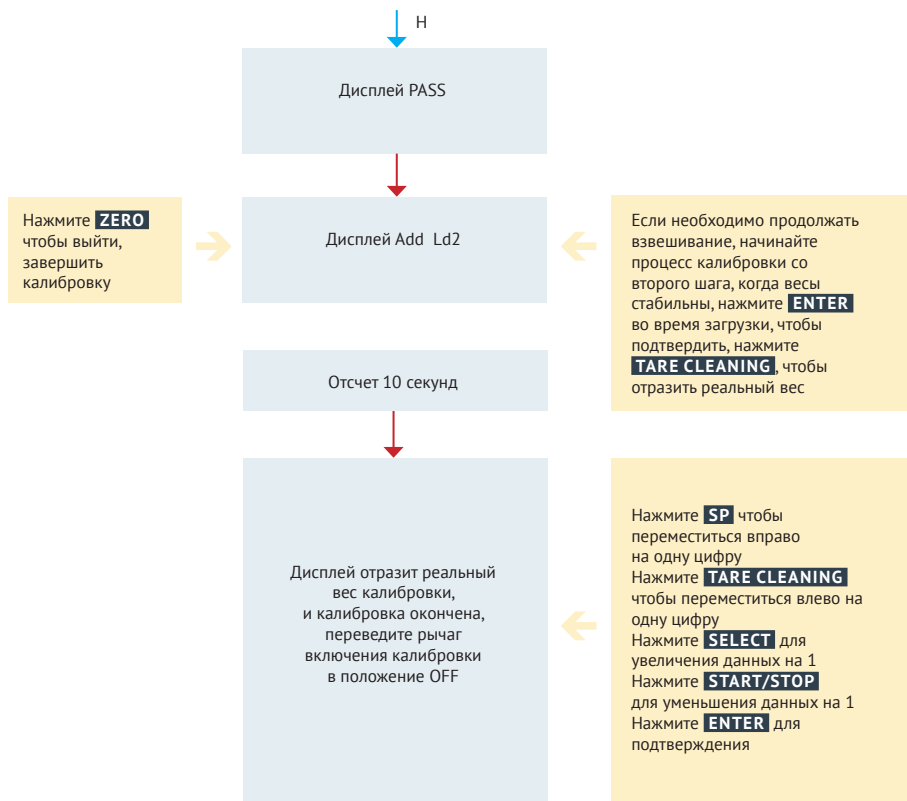 Н
Дисплей PASS
Нажмите ZERO
чтобы выйти,
завершить
калибровку
Дисплей Add Ld2
Если необходимо продолжать
взвешивание, начинайте
процесс калибровки со
второго шага, когда весы
стабильны, нажмите ENTER
во время загрузки, чтобы
подтвердить, нажмите
TARE CLEANING, чтобы
отразить реальный вес
Отсчет 10 секунд
Дисплей отразит реальный
вес калибровки,
и калибровка окончена,
переведите рычаг
включения калибровки
в положение OFF
Нажмите SP чтобы
переместиться вправо
на одну цифру
Нажмите TARE CLEANING
чтобы переместиться влево на
одну цифру
Нажмите SELECT для
увеличения данных на 1
Нажмите START/STOP
для уменьшения данных на 1
Нажмите ENTER для
подтверждения